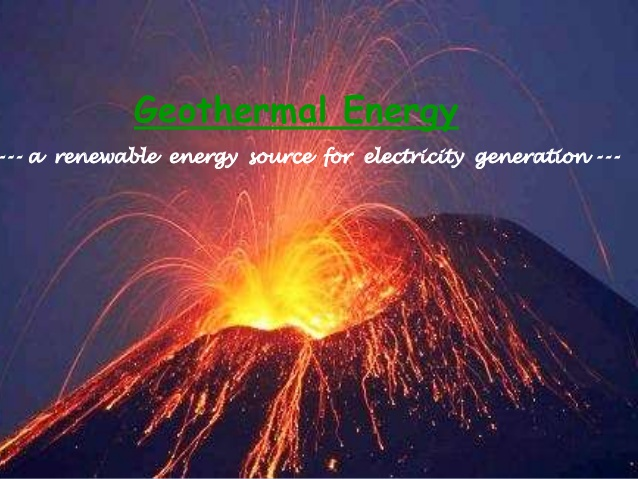 Geothermal Energy
--- a renewable energy source for electricity generation ---